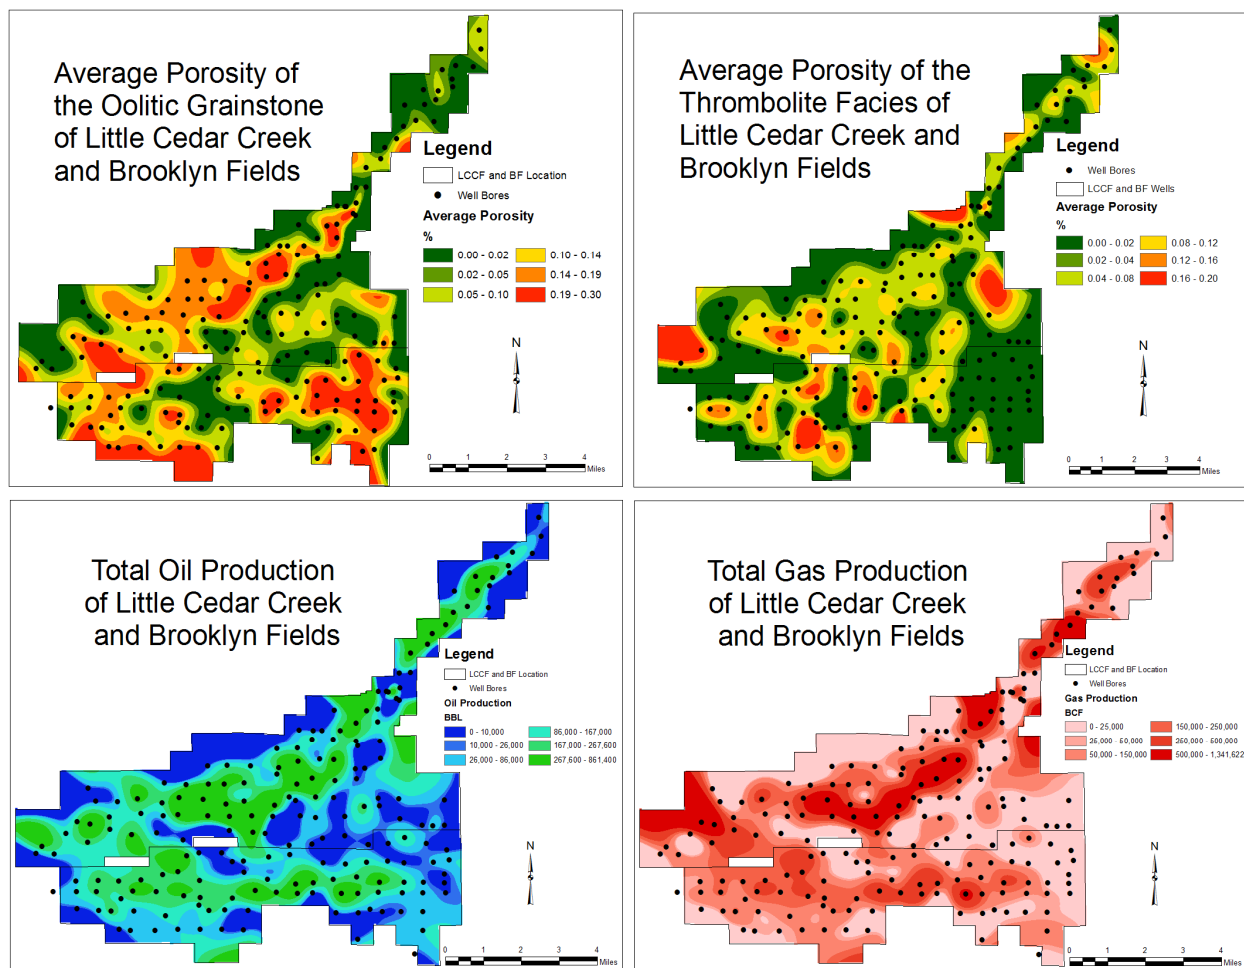 Average Porosity of
the Oolitic Grainstone
of Little Cedar Creek
and Brooklyn Fields
Legend
LCCF and BF Location
Well Bores
Average Porosity
%
0.00 - 0.02
0.10 - 0.14
0.02 - 0.05
0.14 - 0.19
0.05 - 0.10
0.19 - 0.30
N
0 1 2 3 4
Miles
Average Porosity of the
Thrombolite Facies of
Little Cedar Creek and
Brooklyn Fields
Legend
Well Bores
LCCF and BF Wells
Average Porosity
%
0.00 - 0.02
0.08 - 0.12
0.02 - 0.04
0.12 - 0.16
0.04 - 0.08
0.16 - 0.20
N
0 1 2 3 4
Miles
Total Oil Production
of Little Cedar Creek
and Brooklyn Fields
Legend
LCCF and BF Location
Well Bores
Oil Production
BBL
0 - 10,000
86,000 - 167,000
10,000 - 26,000
167,000 - 267,600
26,000 - 86,000
267,600 - 861,400
N
0 1 2 3 4
Miles
Total Gas Production
of Little Cedar Creek
and Brooklyn Fields
Legend
LCCF and BF Location
Well Bores
Gas Production
BCF
0 - 25,000
150,000 - 250,000
50,000 - 150,000
500,000 - 1,341,622
N
0 1 2 3 4
Miles